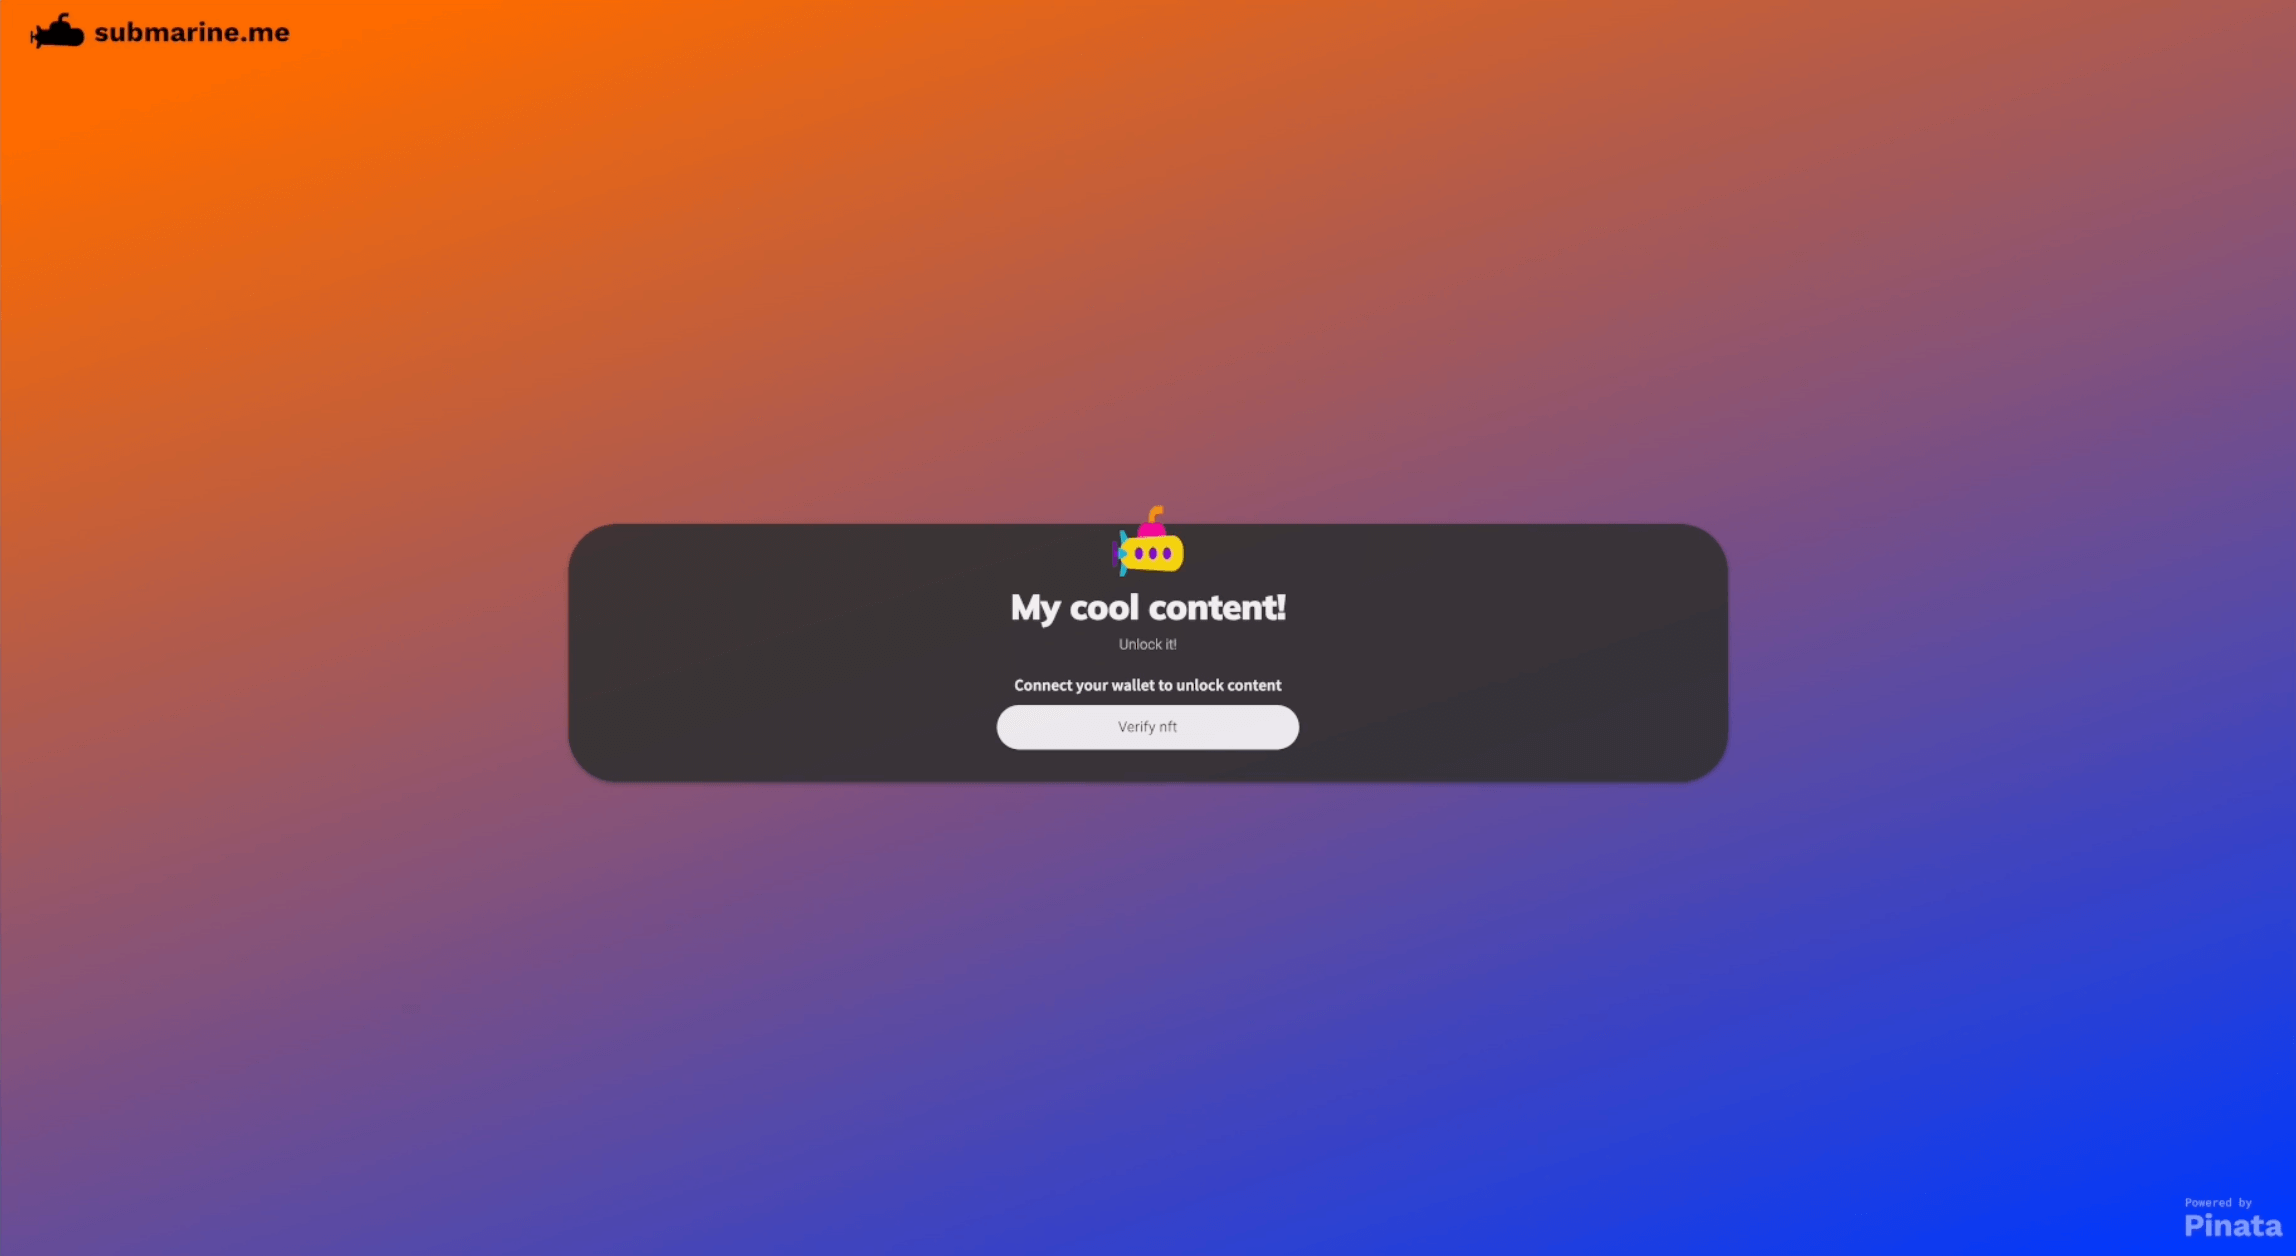 submarine.me
My cool content!
Unlock it!
Connect your wallet to unlock content
Verify nft
Powered by
Pinata